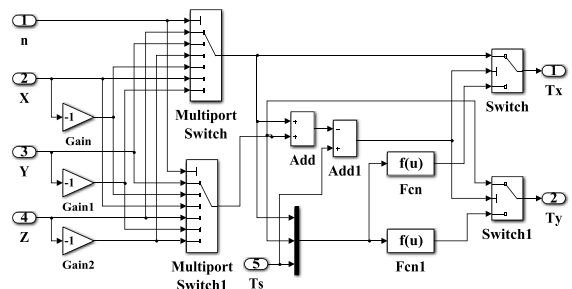 1
n
2
X
-1
Gain
3
Y
-1
Gain1
4
Z
-1
Gain2
Multiport
Switch
Multiport
Switch1
5
Ts
+
+
Add
−
+
Add1
f(u)
Fcn
f(u)
Fcn1
Switch
1
Tx
Switch1
2
Ty